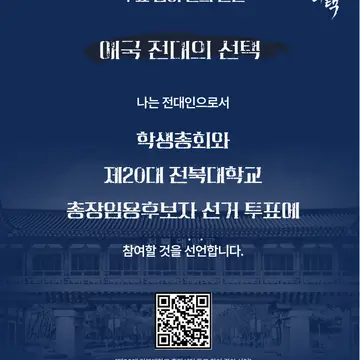 애국 전대의 선택
나는 전대인으로서
학생총회와
제20대 전북대학교
총장임용후보자 선거 투표에
참여할 것을 선언합니다.